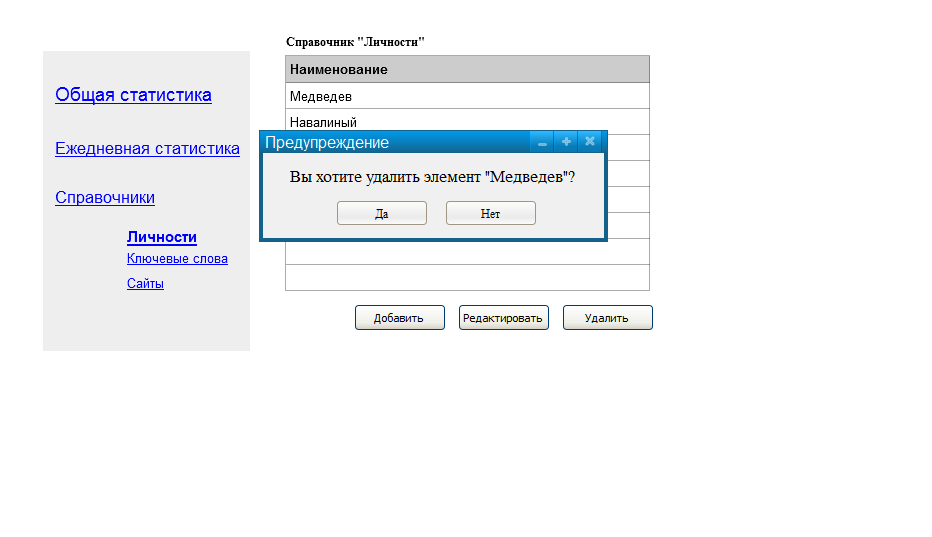 Справочник "Личности"
Наименование
Медведев
Навалиный
Общая статистика
Ежедневная статистика
Справочники
Личности
Ключевые слова
Сайты
Предупреждение
Вы хотите удалить элемент "Медведев"?
Да
Нет
Добавить
Редактировать
Удалить